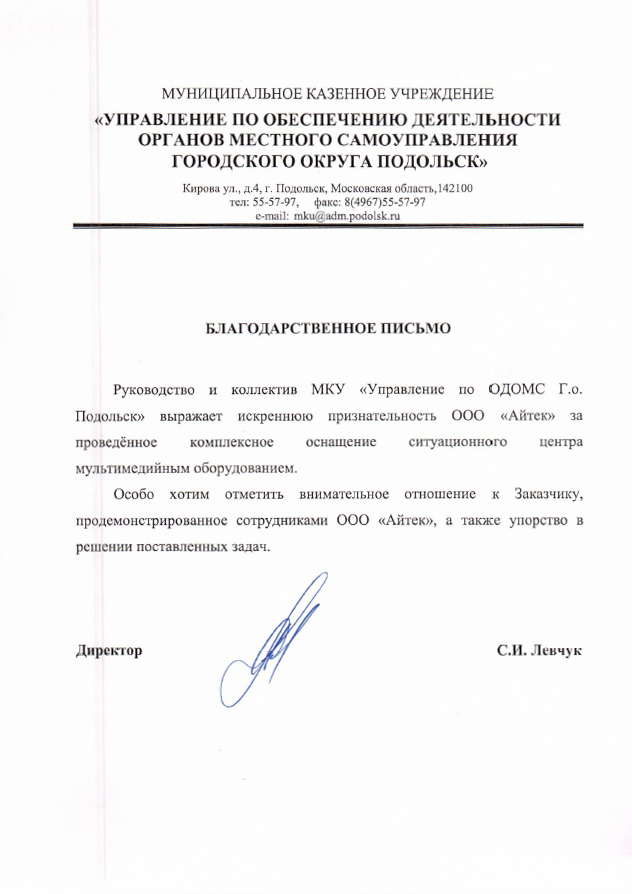 МУНИЦИПАЛЬНОЕ КАЗЕННОЕ УЧРЕЖДЕНИЕ
«УПРАВЛЕНИЕ ПО ОБЕСПЕЧЕНИЮ ДЕЯТЕЛЬНОСТИ
ОРГАНОВ МЕСТНОГО САМОУПРАВЛЕНИЯ
ГОРОДСКОГО ОКРУГА ПОДОЛЬСК»
Кирова ул., д.4, г. Подольск, Московская область,142100
тел: 55-57-97, факс: 8(4967)55-57-97
e-mail: mku@adm.podolsk.ru
БЛАГОДАРСТВЕННОЕ ПИСЬМО
Руководство и коллектив МКУ «Управление по ОДОМС Г.о.
Подольск» выражает искреннюю признательность ООО «Айтек» за
проведённое комплексное оснащение ситуационного центра
мультимедийным оборудованием.
Особо хотим отметить внимательное отношение к Заказчику,
продемонстрированное сотрудниками ООО «Айтек», а также упорство в
решении поставленных задач.
Директор С.И. Левчук